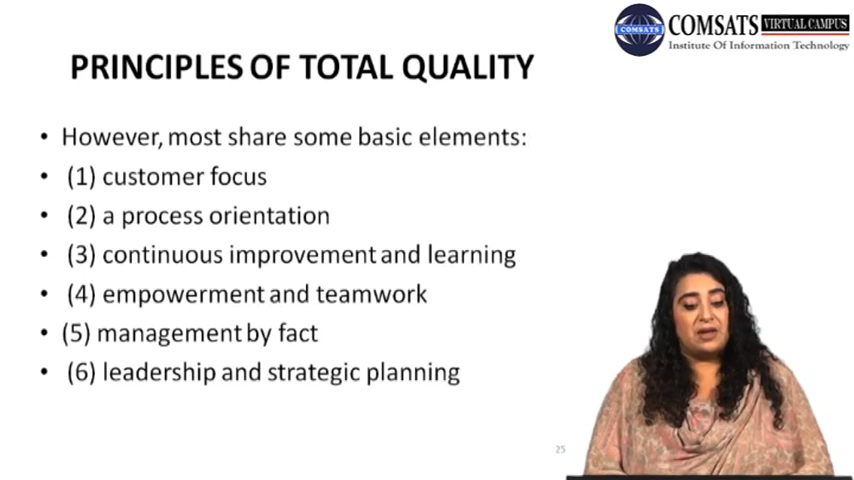 COMSATS VIRTUAL CAMPUS
COMSATS
Institute Of Information Technology
PRINCIPLES OF TOTAL QUALITY
• However, most share some basic elements:
• (1) customer focus
• (2) a process orientation
• (3) continuous improvement and learning
• (4) empowerment and teamwork
• (5) management by fact
• (6) leadership and strategic planning
25